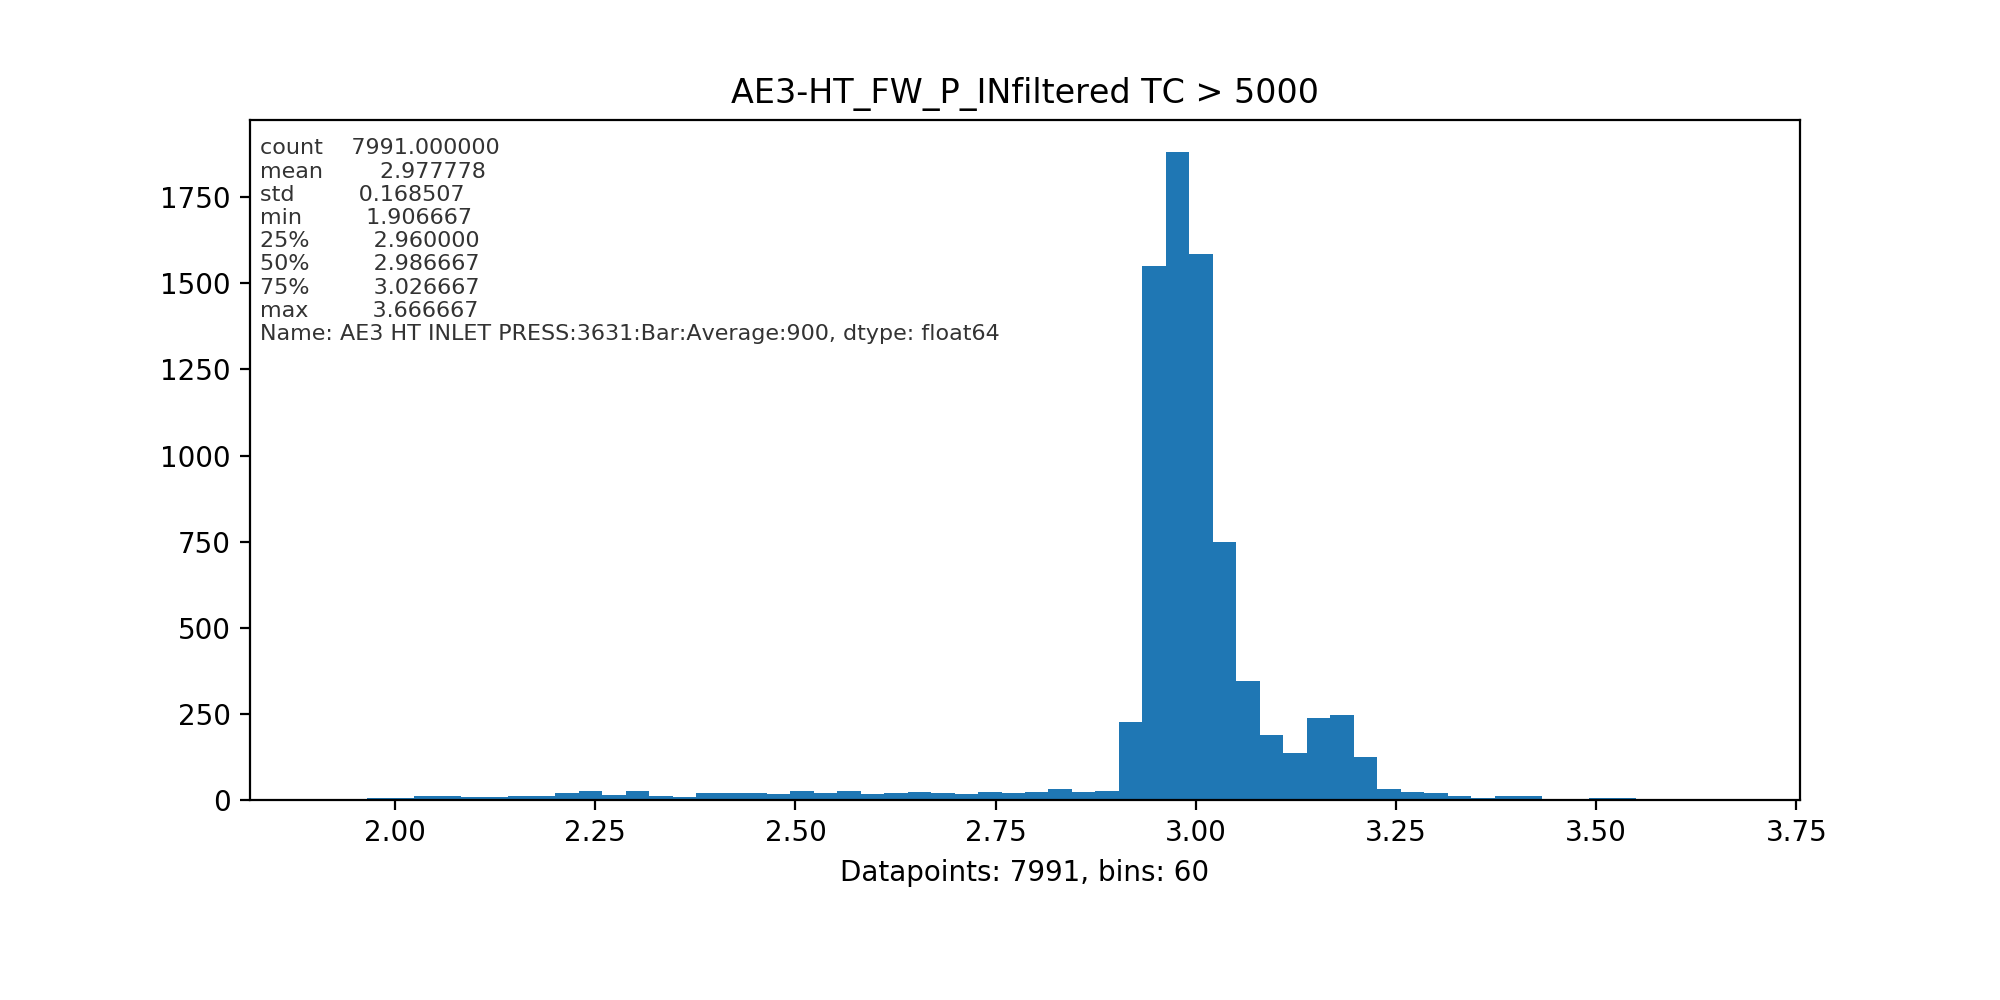 AE3-HT_FW_P_INfiltered TC > 5000
count 7991.000000
mean 2.977778
std 0.168507
min 1.906667
25% 2.960000
50% 2.986667
75% 3.026667
max 3.666667
Name: AE3 HT INLET PRESS:3631:Bar:Average:900, dtype: float64
1750
1500
1250
1000
750
500
250
0
2.00 2.25 2.50 2.75 3.00 3.25 3.50 3.75
Datapoints: 7991, bins: 60